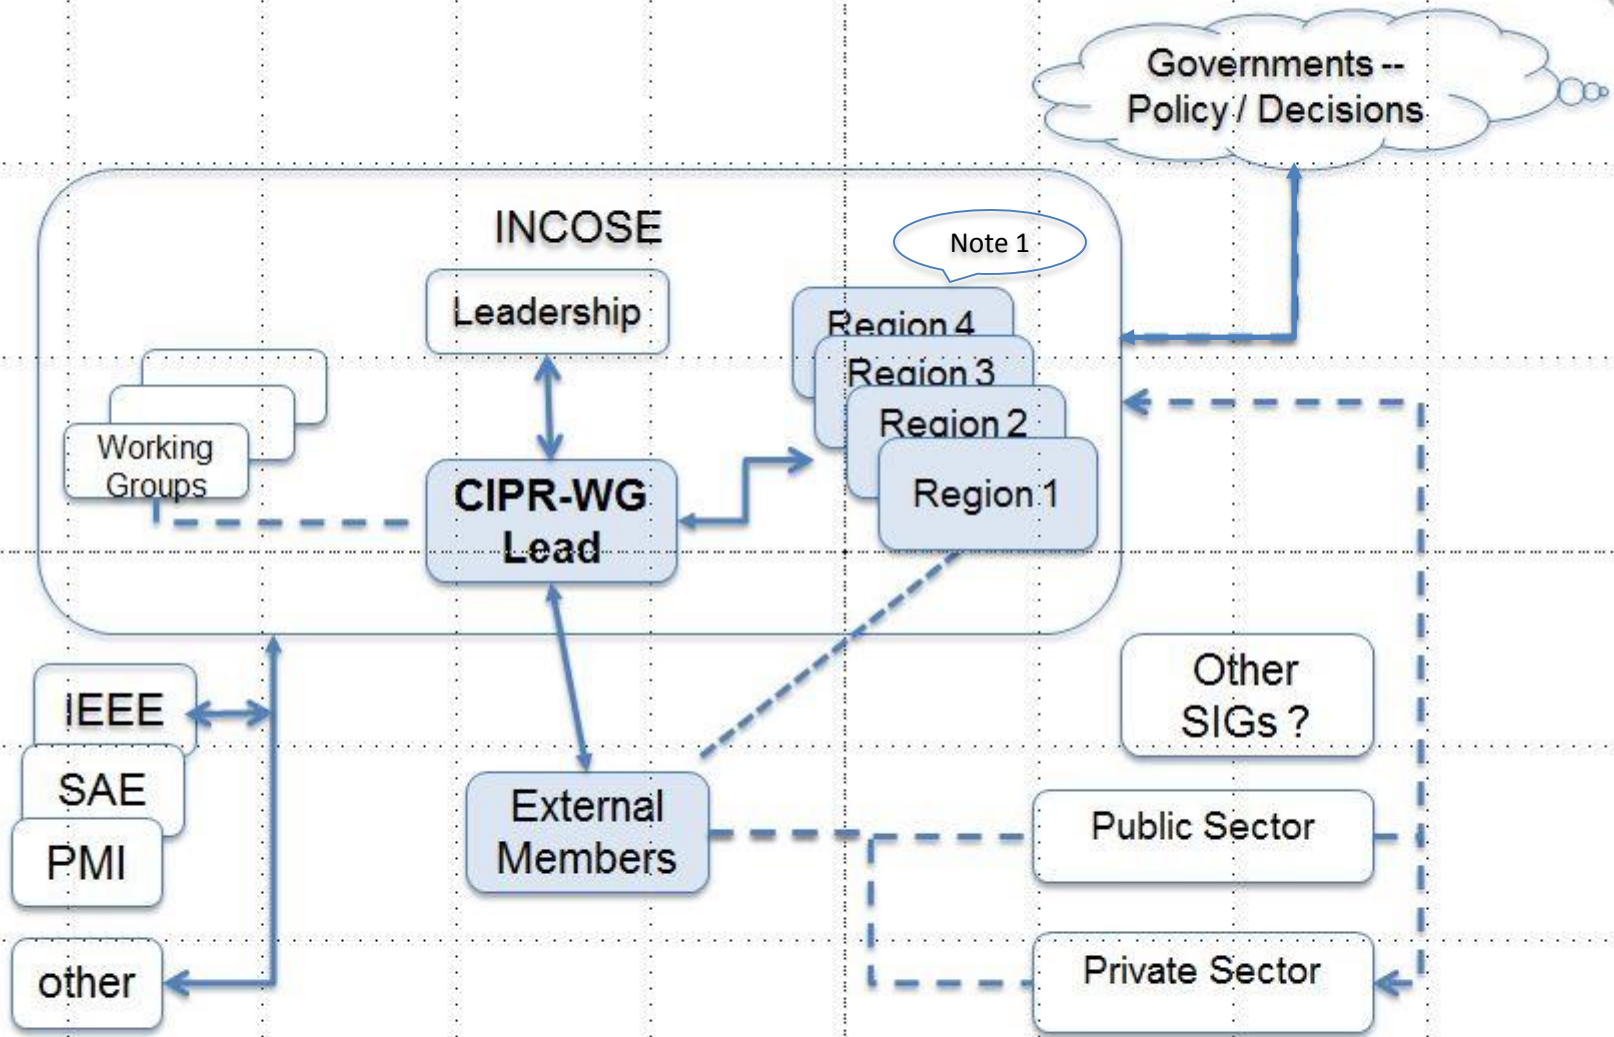 Governments --
Policy / Decisions
INCOSE
Note 1
Leadership
Region 4
Region 3
Region 2
Region 1
Working
Groups
CIPR-WG
Lead
IEEE
SAE
PMI
other
External
Members
Other
SIGs ?
Public Sector
Private Sector